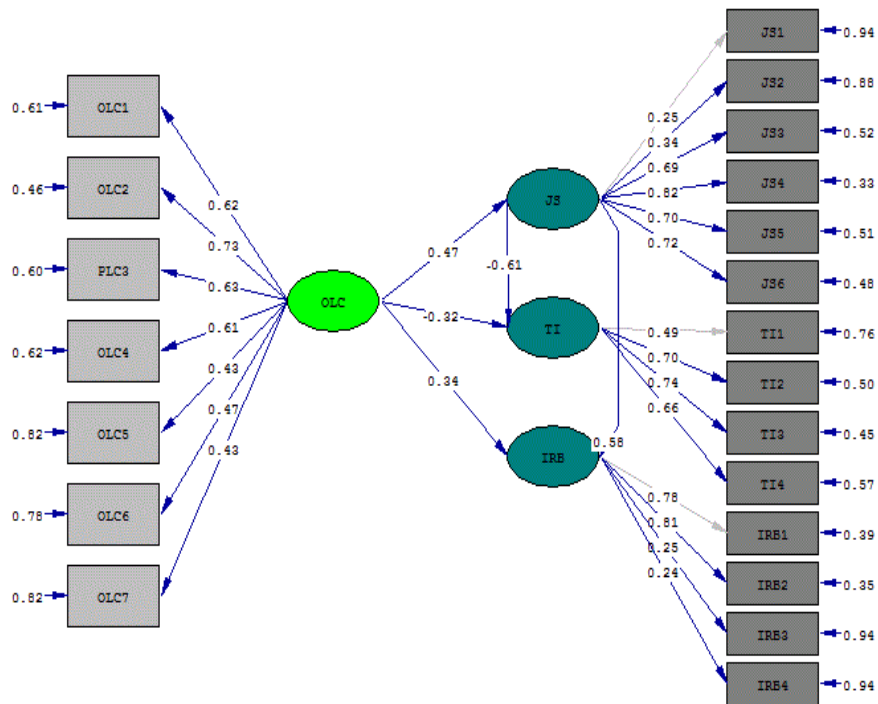 0.61
OLC1
0.46
OLC2
0.60
PLC3
0.62
OLC4
0.82
OLC5
0.78
OLC6
0.82
OLC7
0.62
0.73
0.63
0.61
0.43
0.47
0.43
OLC
0.47
-0.32
0.34
JS
-0.61
TI
IRB
0.58
0.25
0.34
0.69
0.82
0.70
0.72
0.49
0.70
0.74
0.66
0.78
0.81
0.25
0.24
JS1
0.94
JS2
0.88
JS3
0.52
JS4
0.33
JS5
0.51
JS6
0.48
TI1
0.76
TI2
0.50
TI3
0.45
TI4
0.57
IRB1
0.39
IRB2
0.35
IRB3
0.94
IRB4
0.94